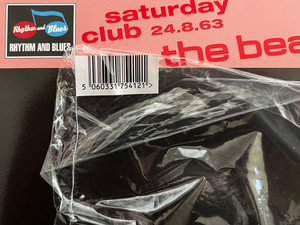 saturday
club 24.8.63
the bea
Rhythm and Blues
RHYTHM AND BLUES
5 060331 754121 >